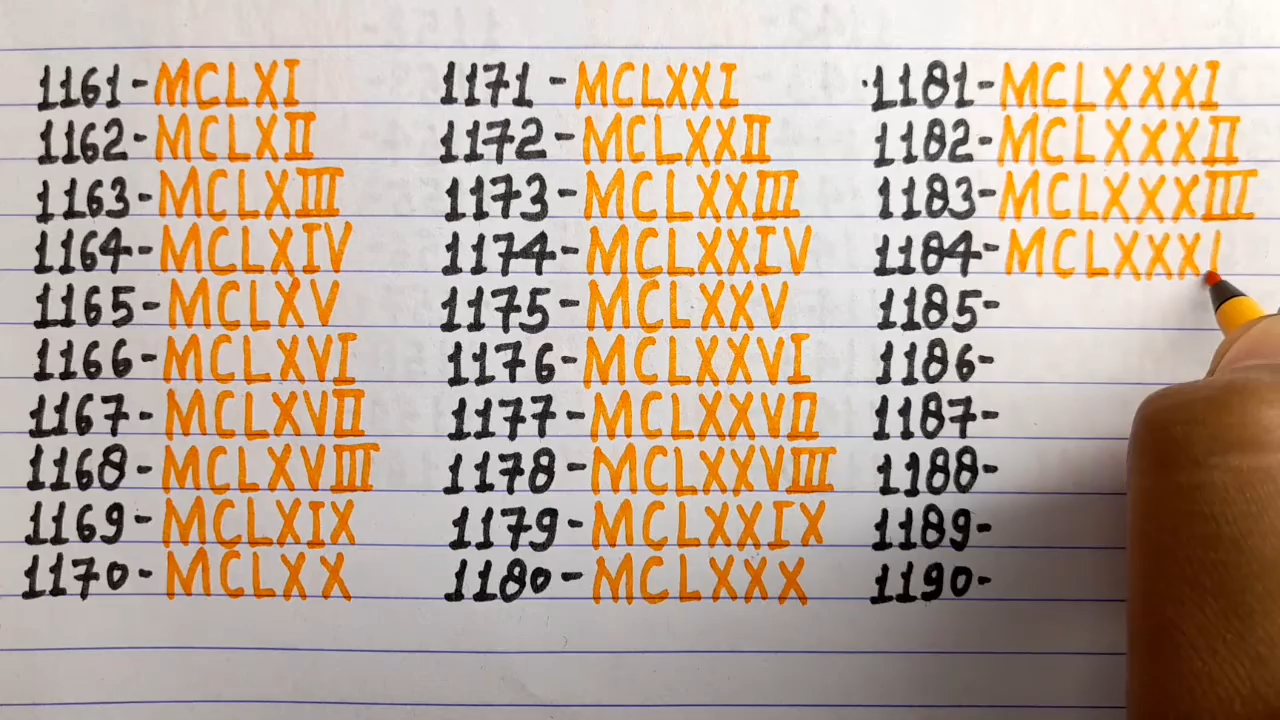 1161-MCLXI
1162-MCLXII
1163-MCLXIII
1164-MCLXIV
1165-MCLXV
1166-MCLXVI
1167-MCLXVII
1168-MCLXVIII
1169-MCLXIX
1170-MCLXX
1171-MCLXXI
1172-MCLXXII
1173-MCLXXIII
1174-MCLXXIV
1175-MCLXXV
1176-MCLXXVI
1177-MCLXXVII
1178-MCLXXVIII
1179-MCLXXIX
1180-MCLXXX
1181-MCLXXXI
1182-MCLXXXII
1183-MCLXXXIII
1184-MCLXXXI
1185-
1186-
1187-
1188-
1189-
1190-